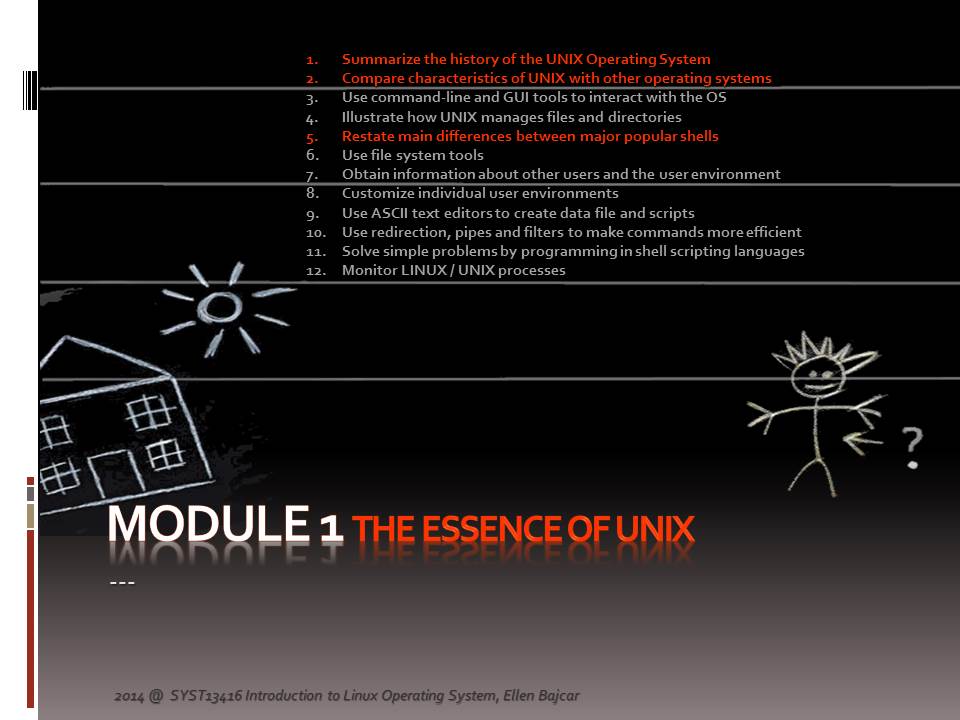 1. Summarize the history of the UNIX Operating System
2. Compare characteristics of UNIX with other operating systems
3. Use command-line and GUI tools to interact with the OS
4. Illustrate how UNIX manages files and directories
5. Restate main differences between major popular shells
6. Use file system tools
7. Obtain information about other users and the user environment
8. Customize individual user environments
9. Use ASCII text editors to create data file and scripts
10. Use redirection, pipes and filters to make commands more efficient
11. Solve simple problems by programming in shell scripting languages
12. Monitor LINUX / UNIX processes
?
MODULE 1 THE ESSENCE OF UNIX
---
2014 @ SYST13416 Introduction to Linux Operating System, Ellen Bajcar